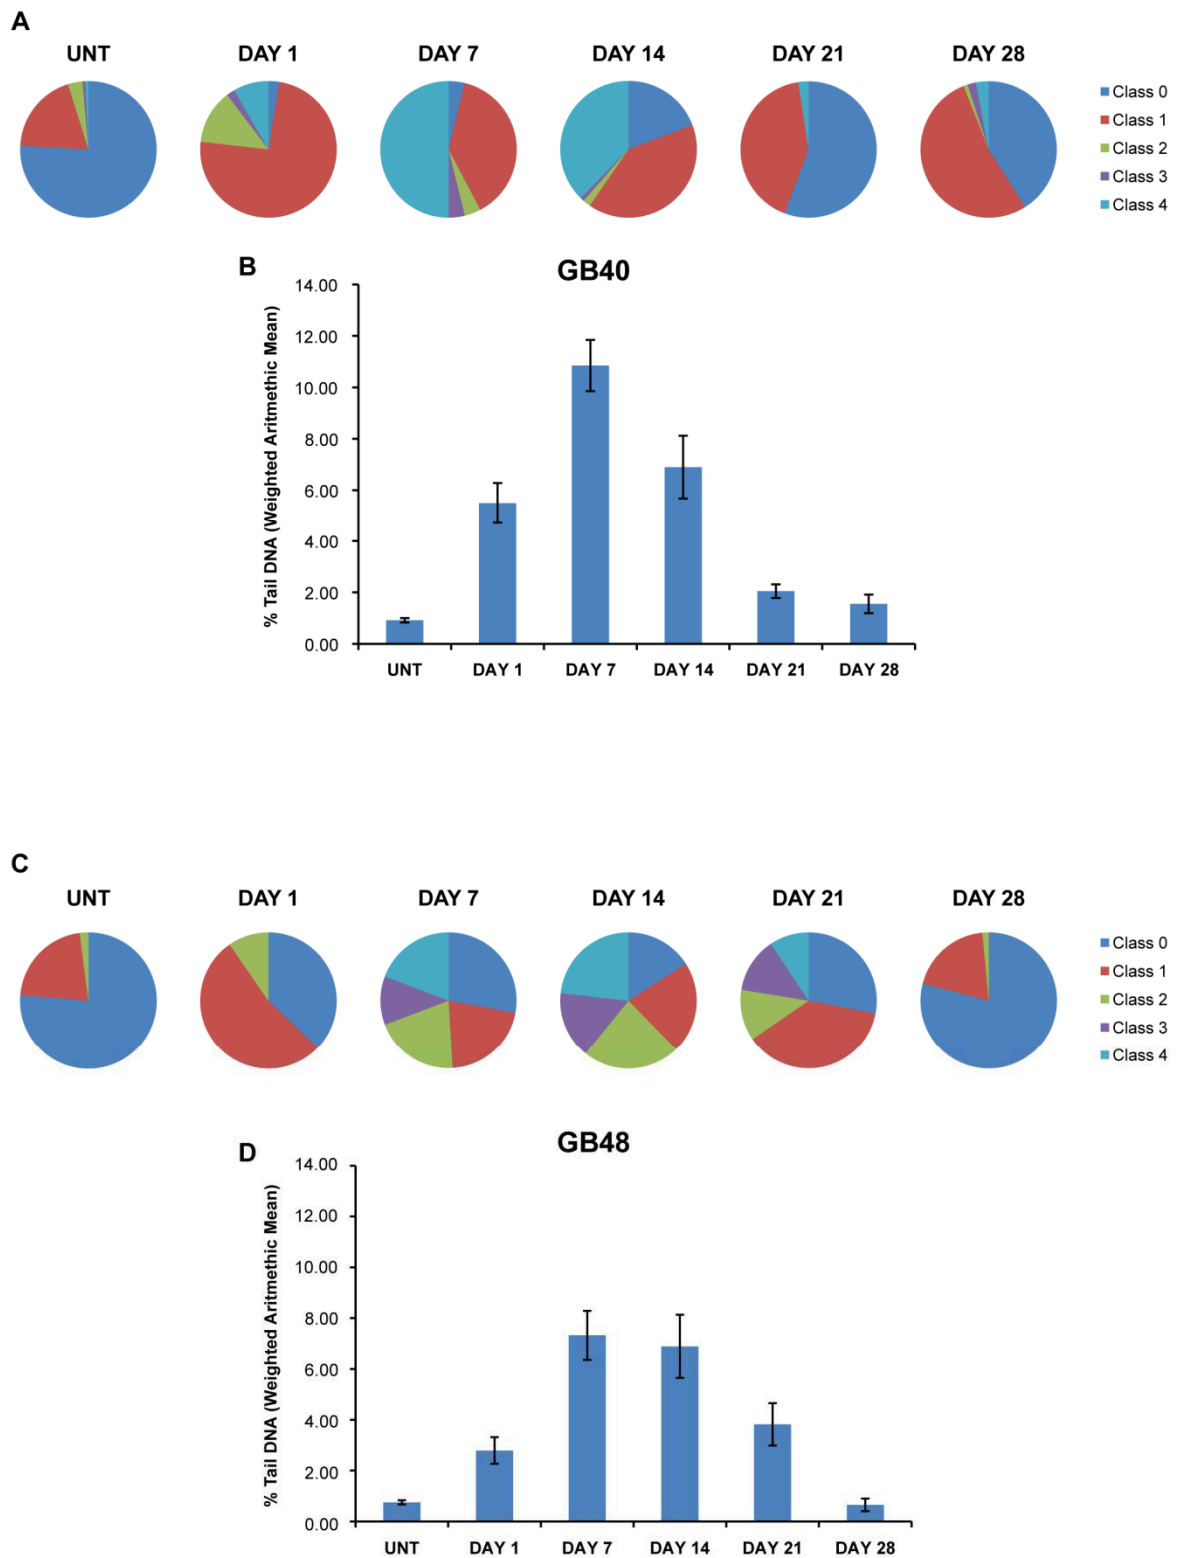 A
UNT DAY 1 DAY 7 DAY 14 DAY 21 DAY 28
Class 0
Class 1
Class 2
Class 3
Class 4
B
GB40
% Tail DNA (Weighted Aritmethic Mean)
14.00
12.00
10.00
8.00
6.00
4.00
2.00
0.00
UNT DAY 1 DAY 7 DAY 14 DAY 21 DAY 28
C
UNT DAY 1 DAY 7 DAY 14 DAY 21 DAY 28
Class 0
Class 1
Class 2
Class 3
Class 4
D
GB48
% Tail DNA (Weighted Aritmethic Mean)
14.00
12.00
10.00
8.00
6.00
4.00
2.00
0.00
UNT DAY 1 DAY 7 DAY 14 DAY 21 DAY 28